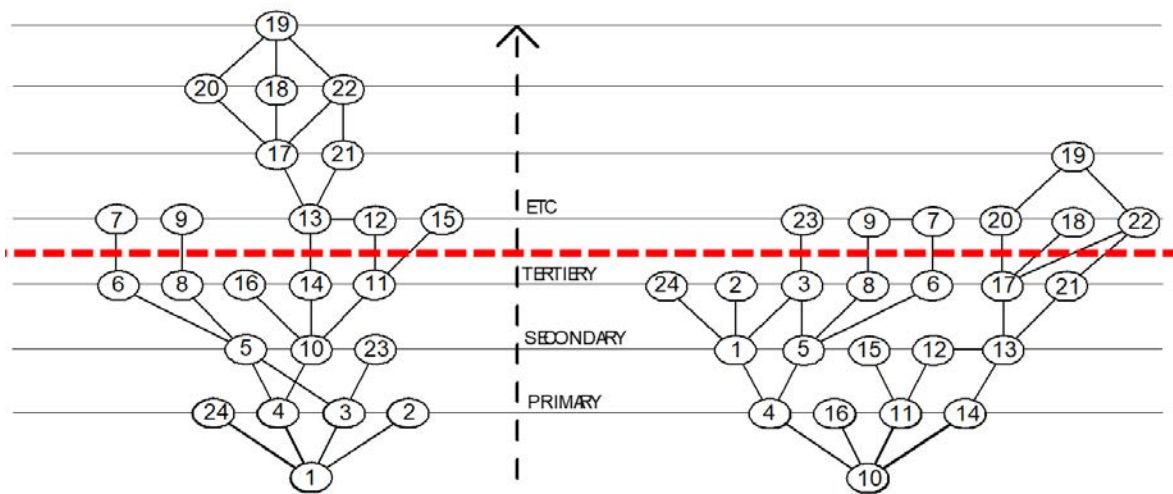 19
20 18 22
17 21
19
ETC
7 9 13 12 15
23 9 7 20 18 22
TERTIERY
6 8 16 14 11
24 2 3 8 6 17 21
SECONDARY
5 10 23
1 5 15 12 13
PRIMARY
24 4 3 2
4 16 11 14
1
10